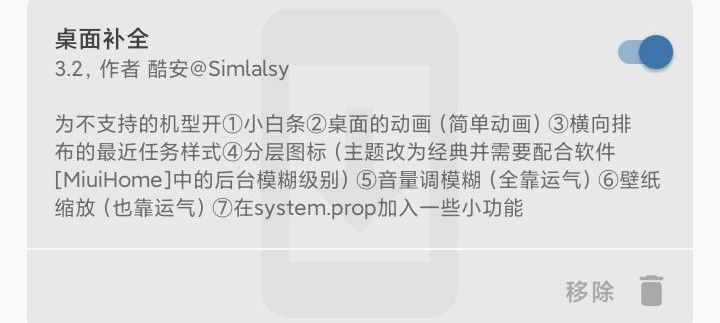 桌面补全
3.2, 作者 酷安@Simlalsy
为不支持的机型开①小白条②桌面的动画（简单动画）③横向排
布的最近任务样式④分层图标（主题改为经典并需要配合软件
[MiuiHome]中的后台模糊级别）⑤音量调模糊（全靠运气）⑥壁纸
缩放（也靠运气）⑦在system.prop加入一些小功能
移除